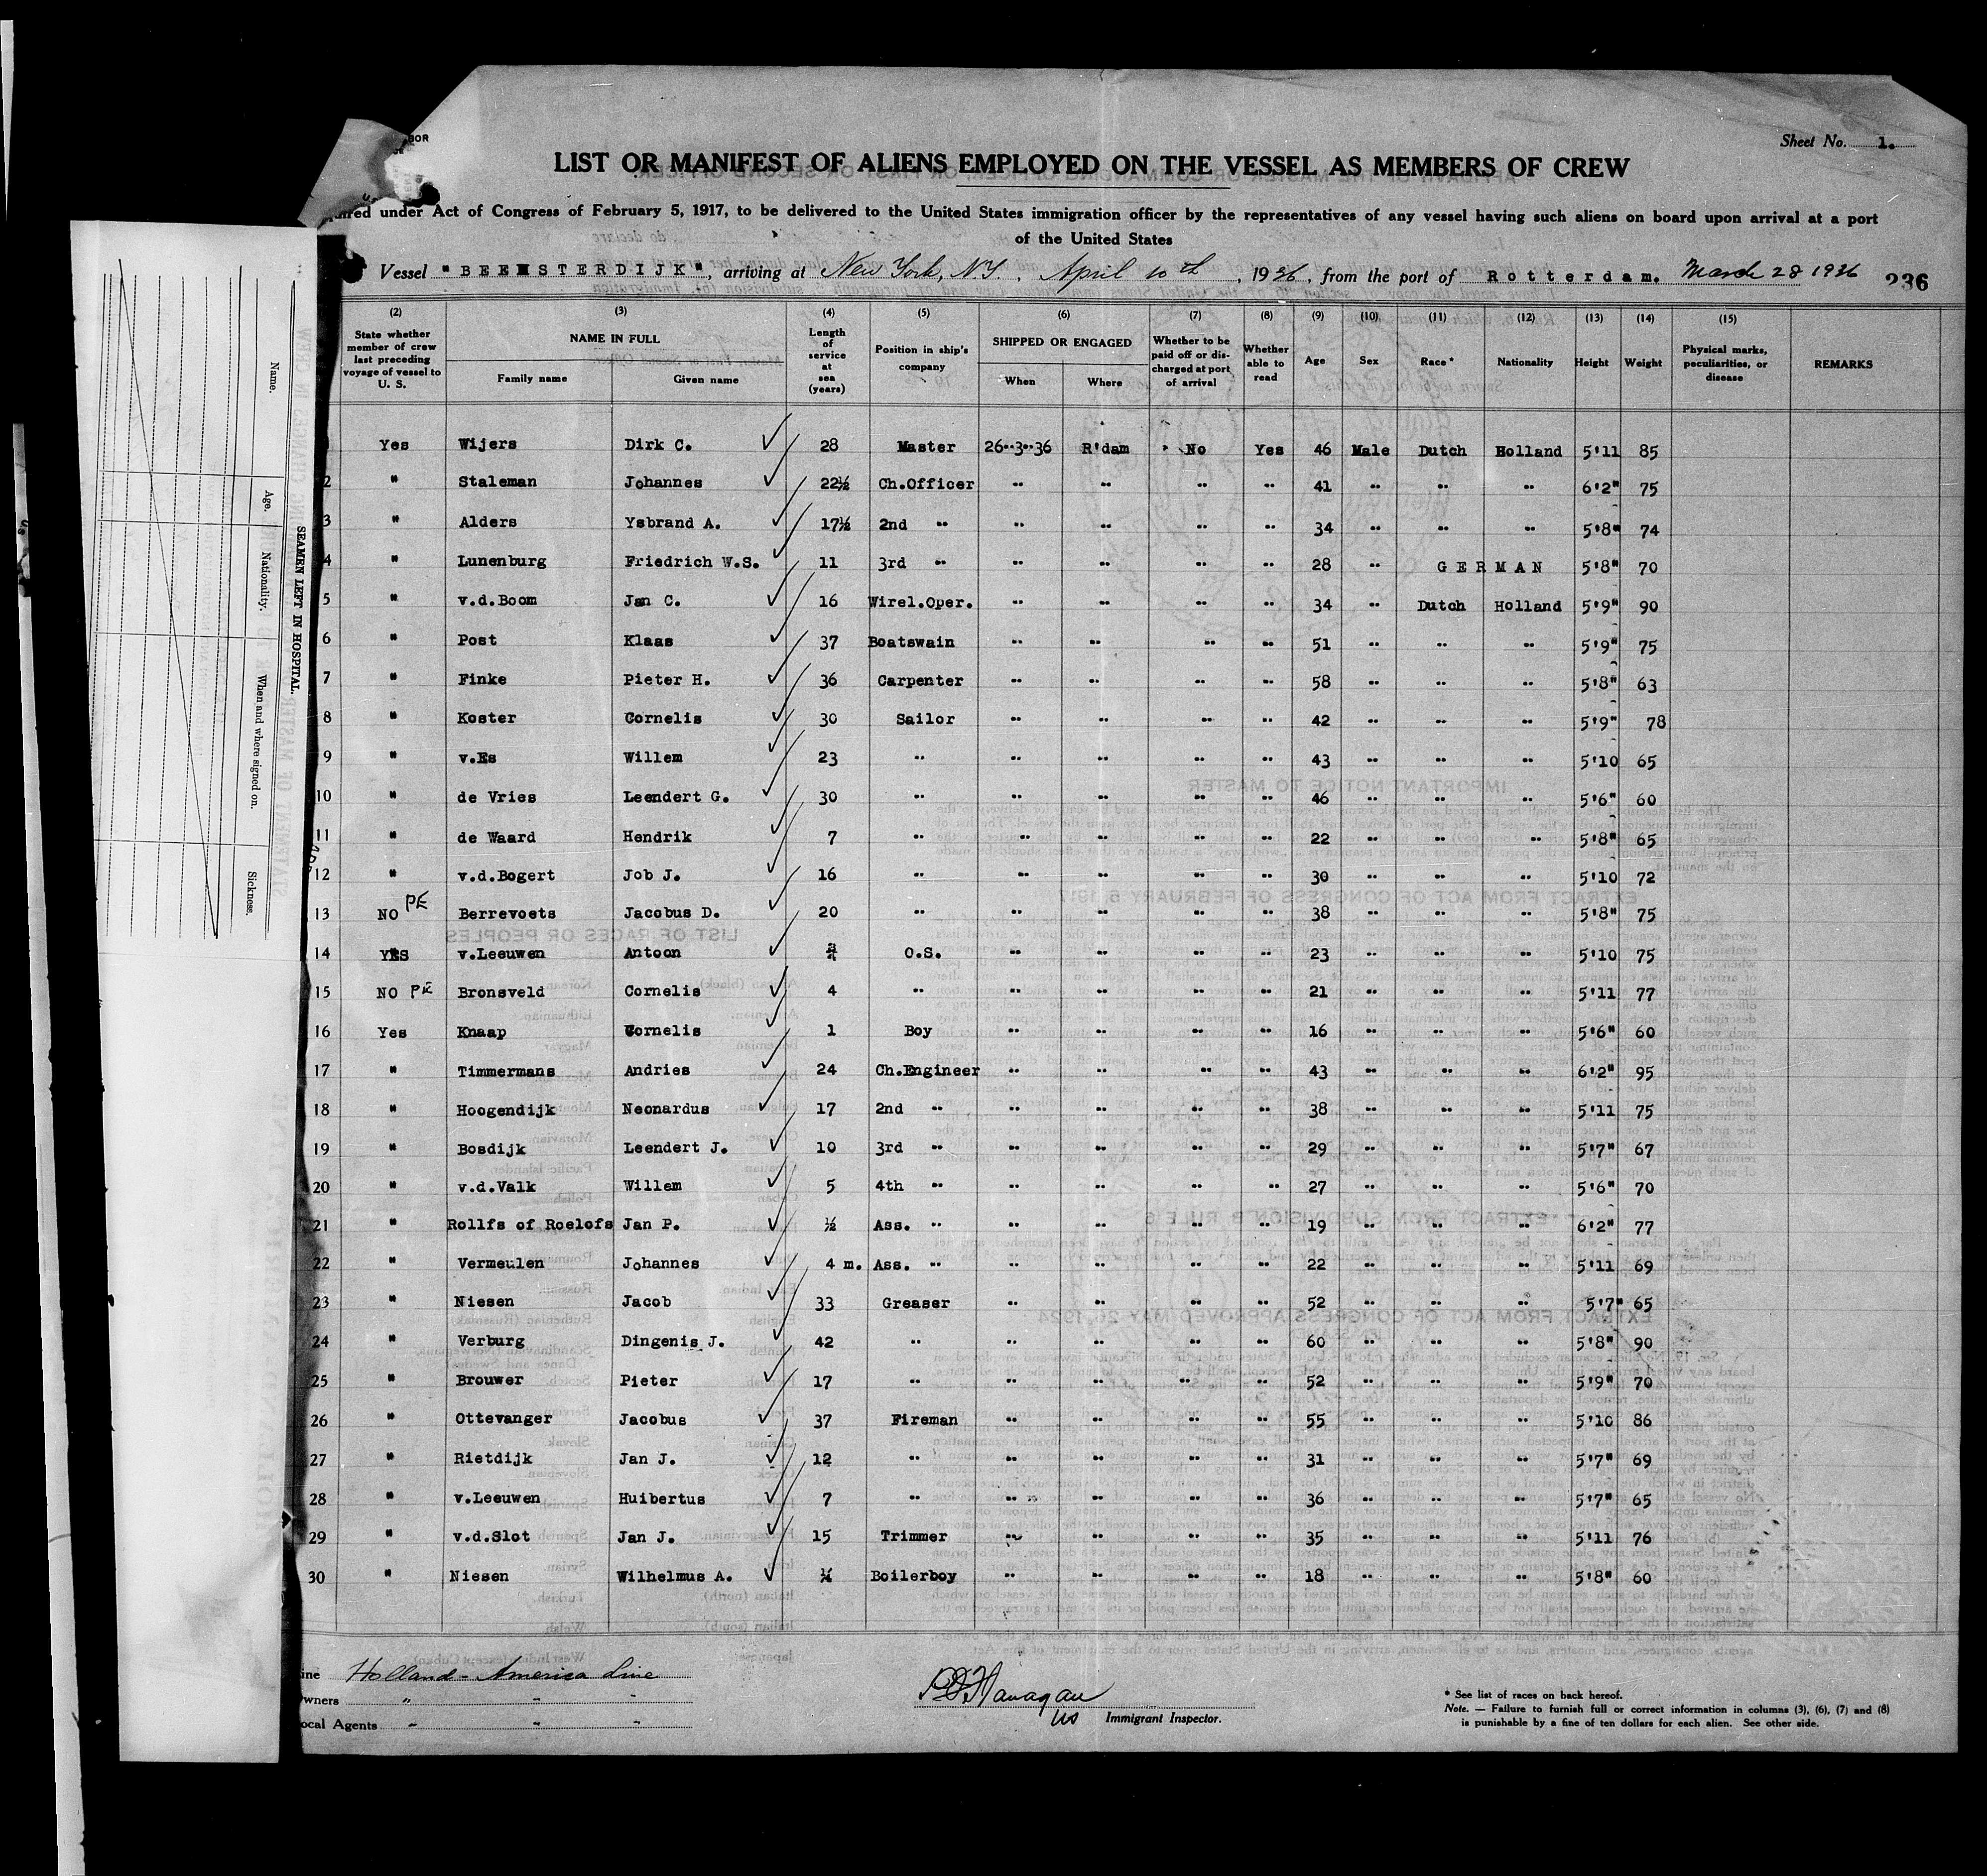 BOR
Sheet No. 1.
LIST OR MANIFEST OF ALIENS EMPLOYED ON THE VESSEL AS MEMBERS OF CREW
under Act of Congress of February 5, 1917, to be delivered to the United States immigration officer by the representatives of any vessel having such aliens on board upon arrival at a port
of the United States
Vessel "BEEMSTERDIJK", arriving at New York, N.Y., April 10th, 1936, from the port of Rotterdam. March 28 1936 236
(2) (3) (4) (5) (6) (7) (8) (9) (10) (11) (12) (13) (14) (15)
State whether member of crew last preceding voyage of vessel to U. S. NAME IN FULL Family name Given name Length of service at sea (years) Position in ship's company SHIPPED OR ENGAGED When Where Whether to be paid off or discharged at port of arrival Whether able to read Age Sex Race* Nationality Height Weight Physical marks, peculiarities, or disease REMARKS
1 Yes Wijers Dirk C. 28 Master 26..3..36 R'dam No Yes 46 Male Dutch Holland 5'11 85
2 " Staleman Johannes 22½ Ch.Officer " " " " 41 " " " 6'2" 75
3 " Alders Ysbrand A. 17½ 2nd " " " " " 34 " " " 5'8" 74
4 " Lunenburg Friedrich W.S. 11 3rd " " " " " 28 " GERMAN 5'8" 70
5 " v.d.Boom Jan C. 16 Wirel.Oper. " " " " 34 " Dutch Holland 5'9" 90
6 " Post Klaas 37 Boatswain " " " " 51 " " " 5'9" 75
7 " Finke Pieter H. 36 Carpenter " " " " 58 " " " 5'8" 63
8 " Koster Cornelis 30 Sailor " " " " 42 " " " 5'9" 78
9 " v.Es Willem 23 " " " " " 43 " " " 5'10 65
10 " de Vries Leendert G. 30 " " " " " 46 " " " 5'6" 60
11 " de Waard Hendrik 7 " " " " " 22 " " " 5'8" 65
12 " v.d.Bogert Job J. 16 " " " " " 30 " " " 5'10 72
13 NO PE Berrevoets Jacobus D. 20 " " " " " 38 " " " 5'8" 75
14 YES v.Leeuwen Antoon O.S. " " " " 23 " " " 5'10 75
15 NO PE Bronsveld Cornelis 4 " " " " " 21 " " " 5'11 77
16 Yes Knaap Cornelis 1 Boy " " " " 16 " " " 5'6" 60
17 " Timmermans Andries 24 Ch.Engineer " " " " 43 " " " 6'2" 95
18 " Hoogendijk Neonardus 17 2nd " " " " " 38 " " " 5'11 75
19 " Bosdijk Leendert J. 10 3rd " " " " " 29 " " " 5'7" 67
20 " v.d.Valk Willem 5 4th " " " " " 27 " " " 5'6" 70
21 " Rollfs of Roelofs Jan P. ½ Ass. " " " " " 19 " " " 6'2" 77
22 " Vermeulen Johannes 4 m. Ass. " " " " " 22 " " " 5'11 69
23 " Niesen Jacob 33 Greaser " " " " 52 " " " 5'7" 65
24 " Verburg Dingenis J. 42 " " " " " 60 " " " 5'8" 90
25 " Brouwer Pieter 17 " " " " " 52 " " " 5'9" 70
26 " Ottevanger Jacobus 37 Fireman " " " " 55 " " " 5'10 86
27 " Rietdijk Jan J. 12 " " " " " 31 " " " 5'7" 69
28 " v.Leeuwen Huibertus 7 " " " " " 36 " " " 5'7" 65
29 " v.d.Slot Jan J. 15 Trimmer " " " " 35 " " " 5'11 76
30 " Niesen Wilhelmus A. Boilerboy " " " " 18 " " " 5'8" 60
Holland-America Line
wners " " "
ocal Agents " " "
Immigrant Inspector.
* See list of races on back hereof.
Note. — Failure to furnish full or correct information in columns (3), (6), (7) and (8)
is punishable by a fine of ten dollars for each alien. See other side.
SEAMEN LEFT IN HOSPITAL.
Name. Age. Nationality. When and where signed on. Sickness.